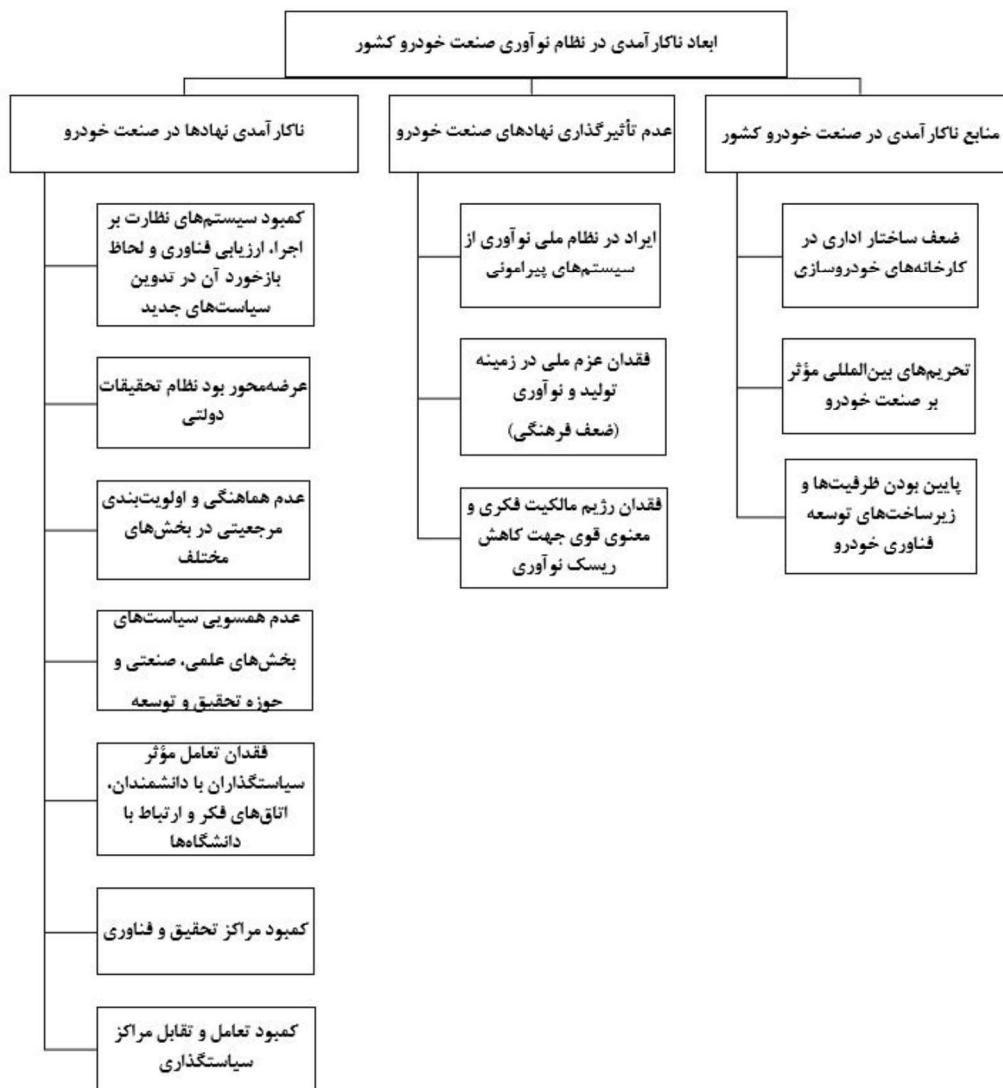 ابعاد ناکارآمدی در نظام نوآوری صنعت خودرو کشور
منابع ناکارآمدی در صنعت خودرو کشور
ضعف ساختار اداری در
کارخانه‌های خودروسازی
تحریم‌های بین‌المللی مؤثر
بر صنعت خودرو
پایین بودن ظرفیت‌ها و
زیرساخت‌های توسعه
فناوری خودرو
عدم تأثیرگذاری نهادهای صنعت خودرو
ایراد در نظام ملی نوآوری از
سیستم‌های پیرامونی
فقدان عزم ملی در زمینه
تولید و نوآوری
(ضعف فرهنگی)
فقدان رژیم مالکیت فکری و
معنوی قوی جهت کاهش
ریسک نوآوری
ناکارآمدی نهادها در صنعت خودرو
کمبود سیستم‌های نظارت بر
اجرا، ارزیابی فناوری و لحاظ
بازخورد آن در تدوین
سیاست‌های جدید
عرضه‌محور بود نظام تحقیقات
دولتی
عدم هماهنگی و اولویت‌بندی
مرجعیتی در بخش‌های
مختلف
عدم همسویی سیاست‌های
بخش‌های علمی، صنعتی و
حوزه تحقیق و توسعه
فقدان تعامل مؤثر
سیاستگذاران با دانشمندان،
اتاق‌های فکر و ارتباط با
دانشگاه‌ها
کمبود مراکز تحقیق و فناوری
کمبود تعامل و تقابل مراکز
سیاستگذاری